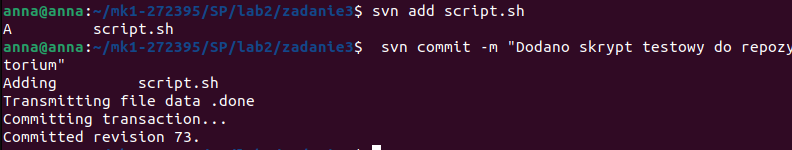 anna@anna:~/mk1-272395/SP/lab2/zadanie3$ svn add script.sh
A         script.sh
anna@anna:~/mk1-272395/SP/lab2/zadanie3$  svn commit -m "Dodano skrypt testowy do repozy
torium"
Adding         script.sh
Transmitting file data .done
Committing transaction...
Committed revision 73.